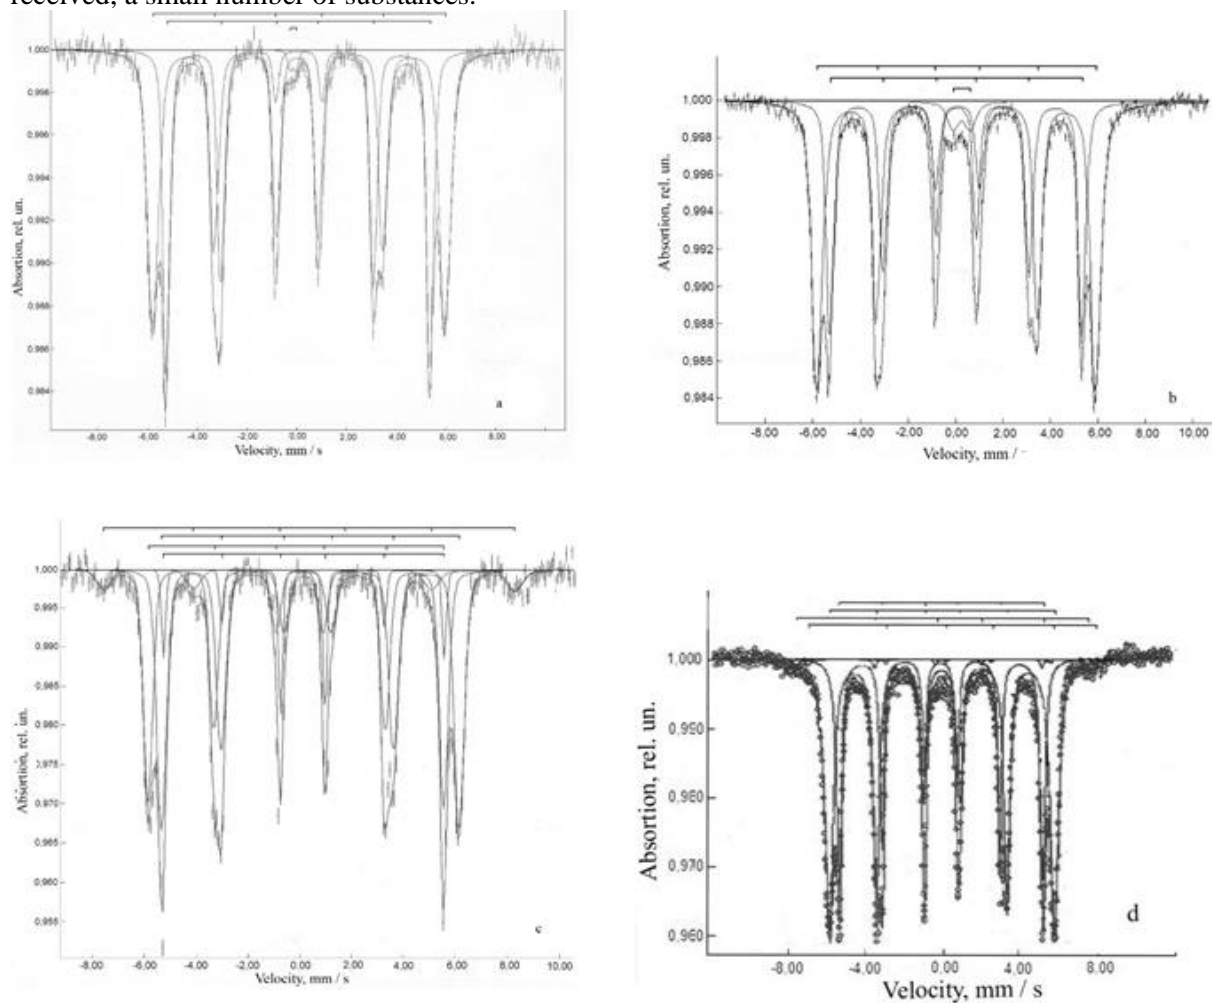 received, a small number of substances.
1.000
0.998
0.996
0.994
0.992
0.990
0.988
0.986
0.984
Absortion, rel. un.
a
-8,00 -6,00 -4,00 -2,00 0,00 2,00 4,00 6,00 8,00
Velocity, mm / s
1,000
0,998
0,996
0,994
0,992
0,990
0,988
0,986
0,984
Absortion, rel. un.
b
-8,00 -6,00 -4,00 -2,00 0,00 2,00 4,00 6,00 8,00 10,00
Velocity, mm /
1,000
0,995
0,990
0,985
0,980
0,975
0,970
0,965
0,960
0,955
Absortion, rel. un.
c
-8,00 -6,00 -4,00 -2,00 0,00 2,00 4,00 6,00 8,00 10,00
Velocity, mm / s
1,000
0,990
0,980
0,970
0,960
Absortion, rel. un.
d
-8.00 -4.00 0.00 4.00 8.00
Velocity, mm / s